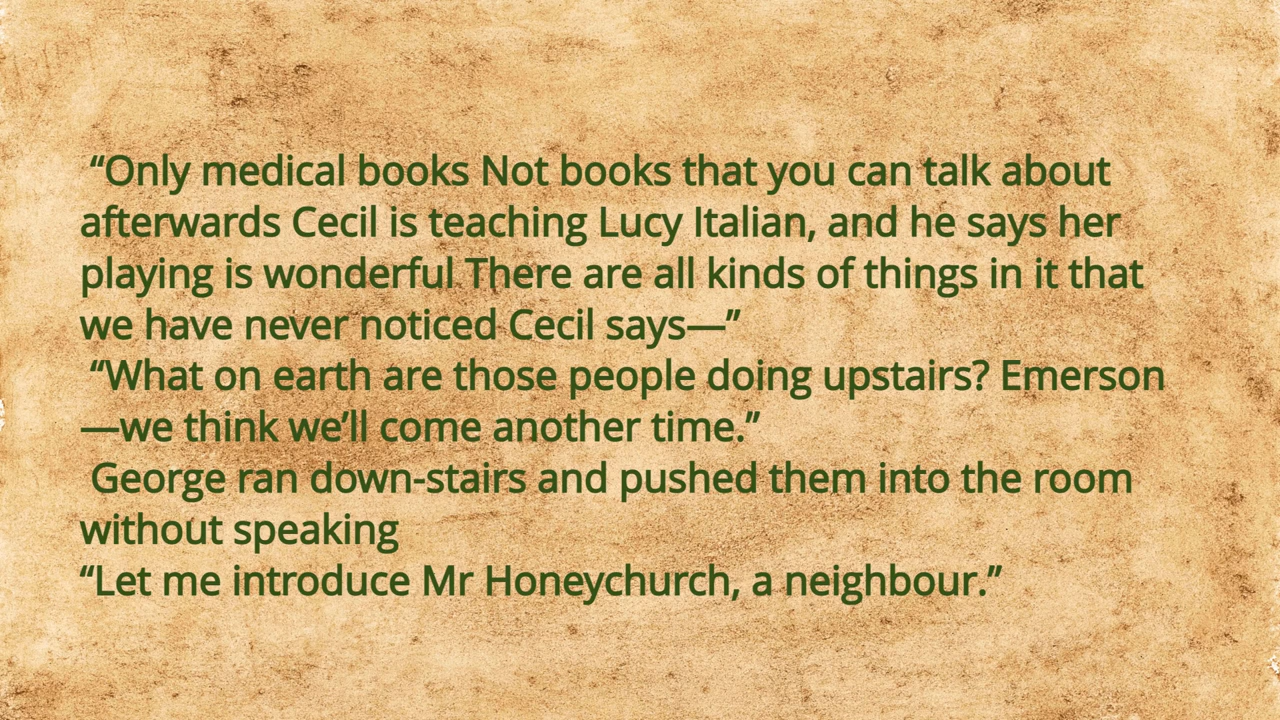 “Only medical books Not books that you can talk about
afterwards Cecil is teaching Lucy Italian, and he says her
playing is wonderful There are all kinds of things in it that
we have never noticed Cecil says—”
“What on earth are those people doing upstairs? Emerson
—we think we’ll come another time.”
George ran down-stairs and pushed them into the room
without speaking
“Let me introduce Mr Honeychurch, a neighbour.”